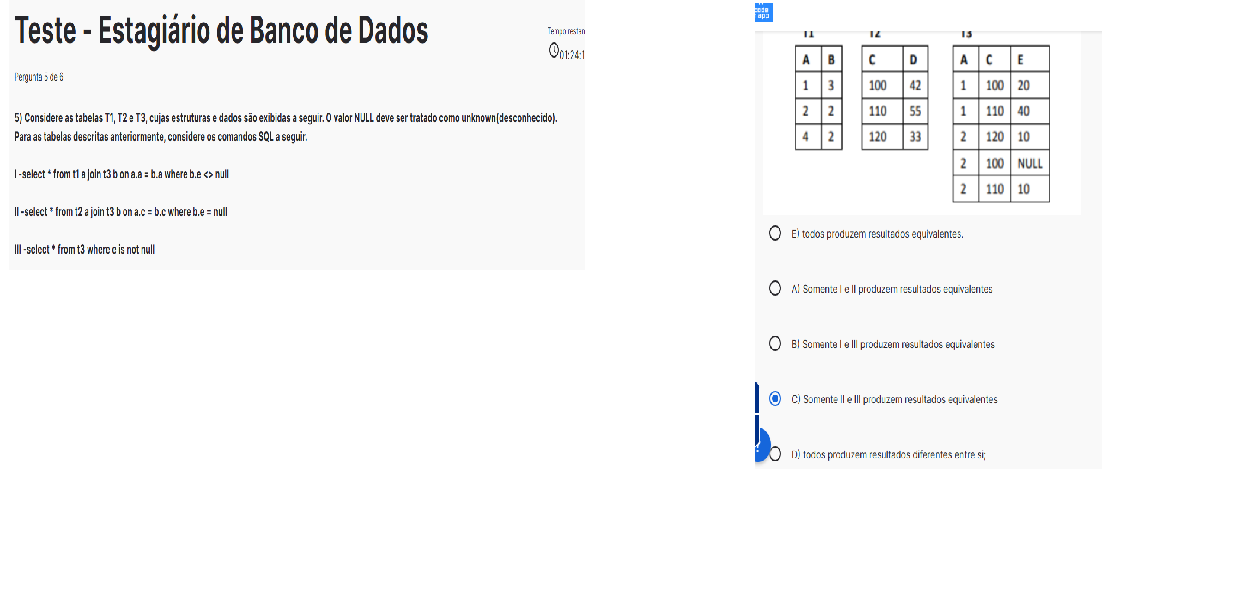 Teste - Estagiário de Banco de Dados
Tempo restan
01:24:1
Pergunta 5 de 6
5) Considere as tabelas T1, T2 e T3, cujas estruturas e dados são exibidas a seguir. O valor NULL deve ser tratado como unknown(desconhecido).
Para as tabelas descritas anteriormente, considere os comandos SQL a seguir.
I -select * from t1 a join t3 b on a.a = b.a where b.e <> null
II -select * from t2 a join t3 b on a.c = b.c where b.e = null
III -select * from t3 where e is not null
app
T1 T2 T3
A B C D A C E
1 3 100 42 1 100 20
2 2 110 55 1 110 40
4 2 120 33 2 120 10
2 100 NULL
2 110 10
E) todos produzem resultados equivalentes.
A) Somente I e II produzem resultados equivalentes
B) Somente I e III produzem resultados equivalentes
C) Somente II e III produzem resultados equivalentes
D) todos produzem resultados diferentes entre si;